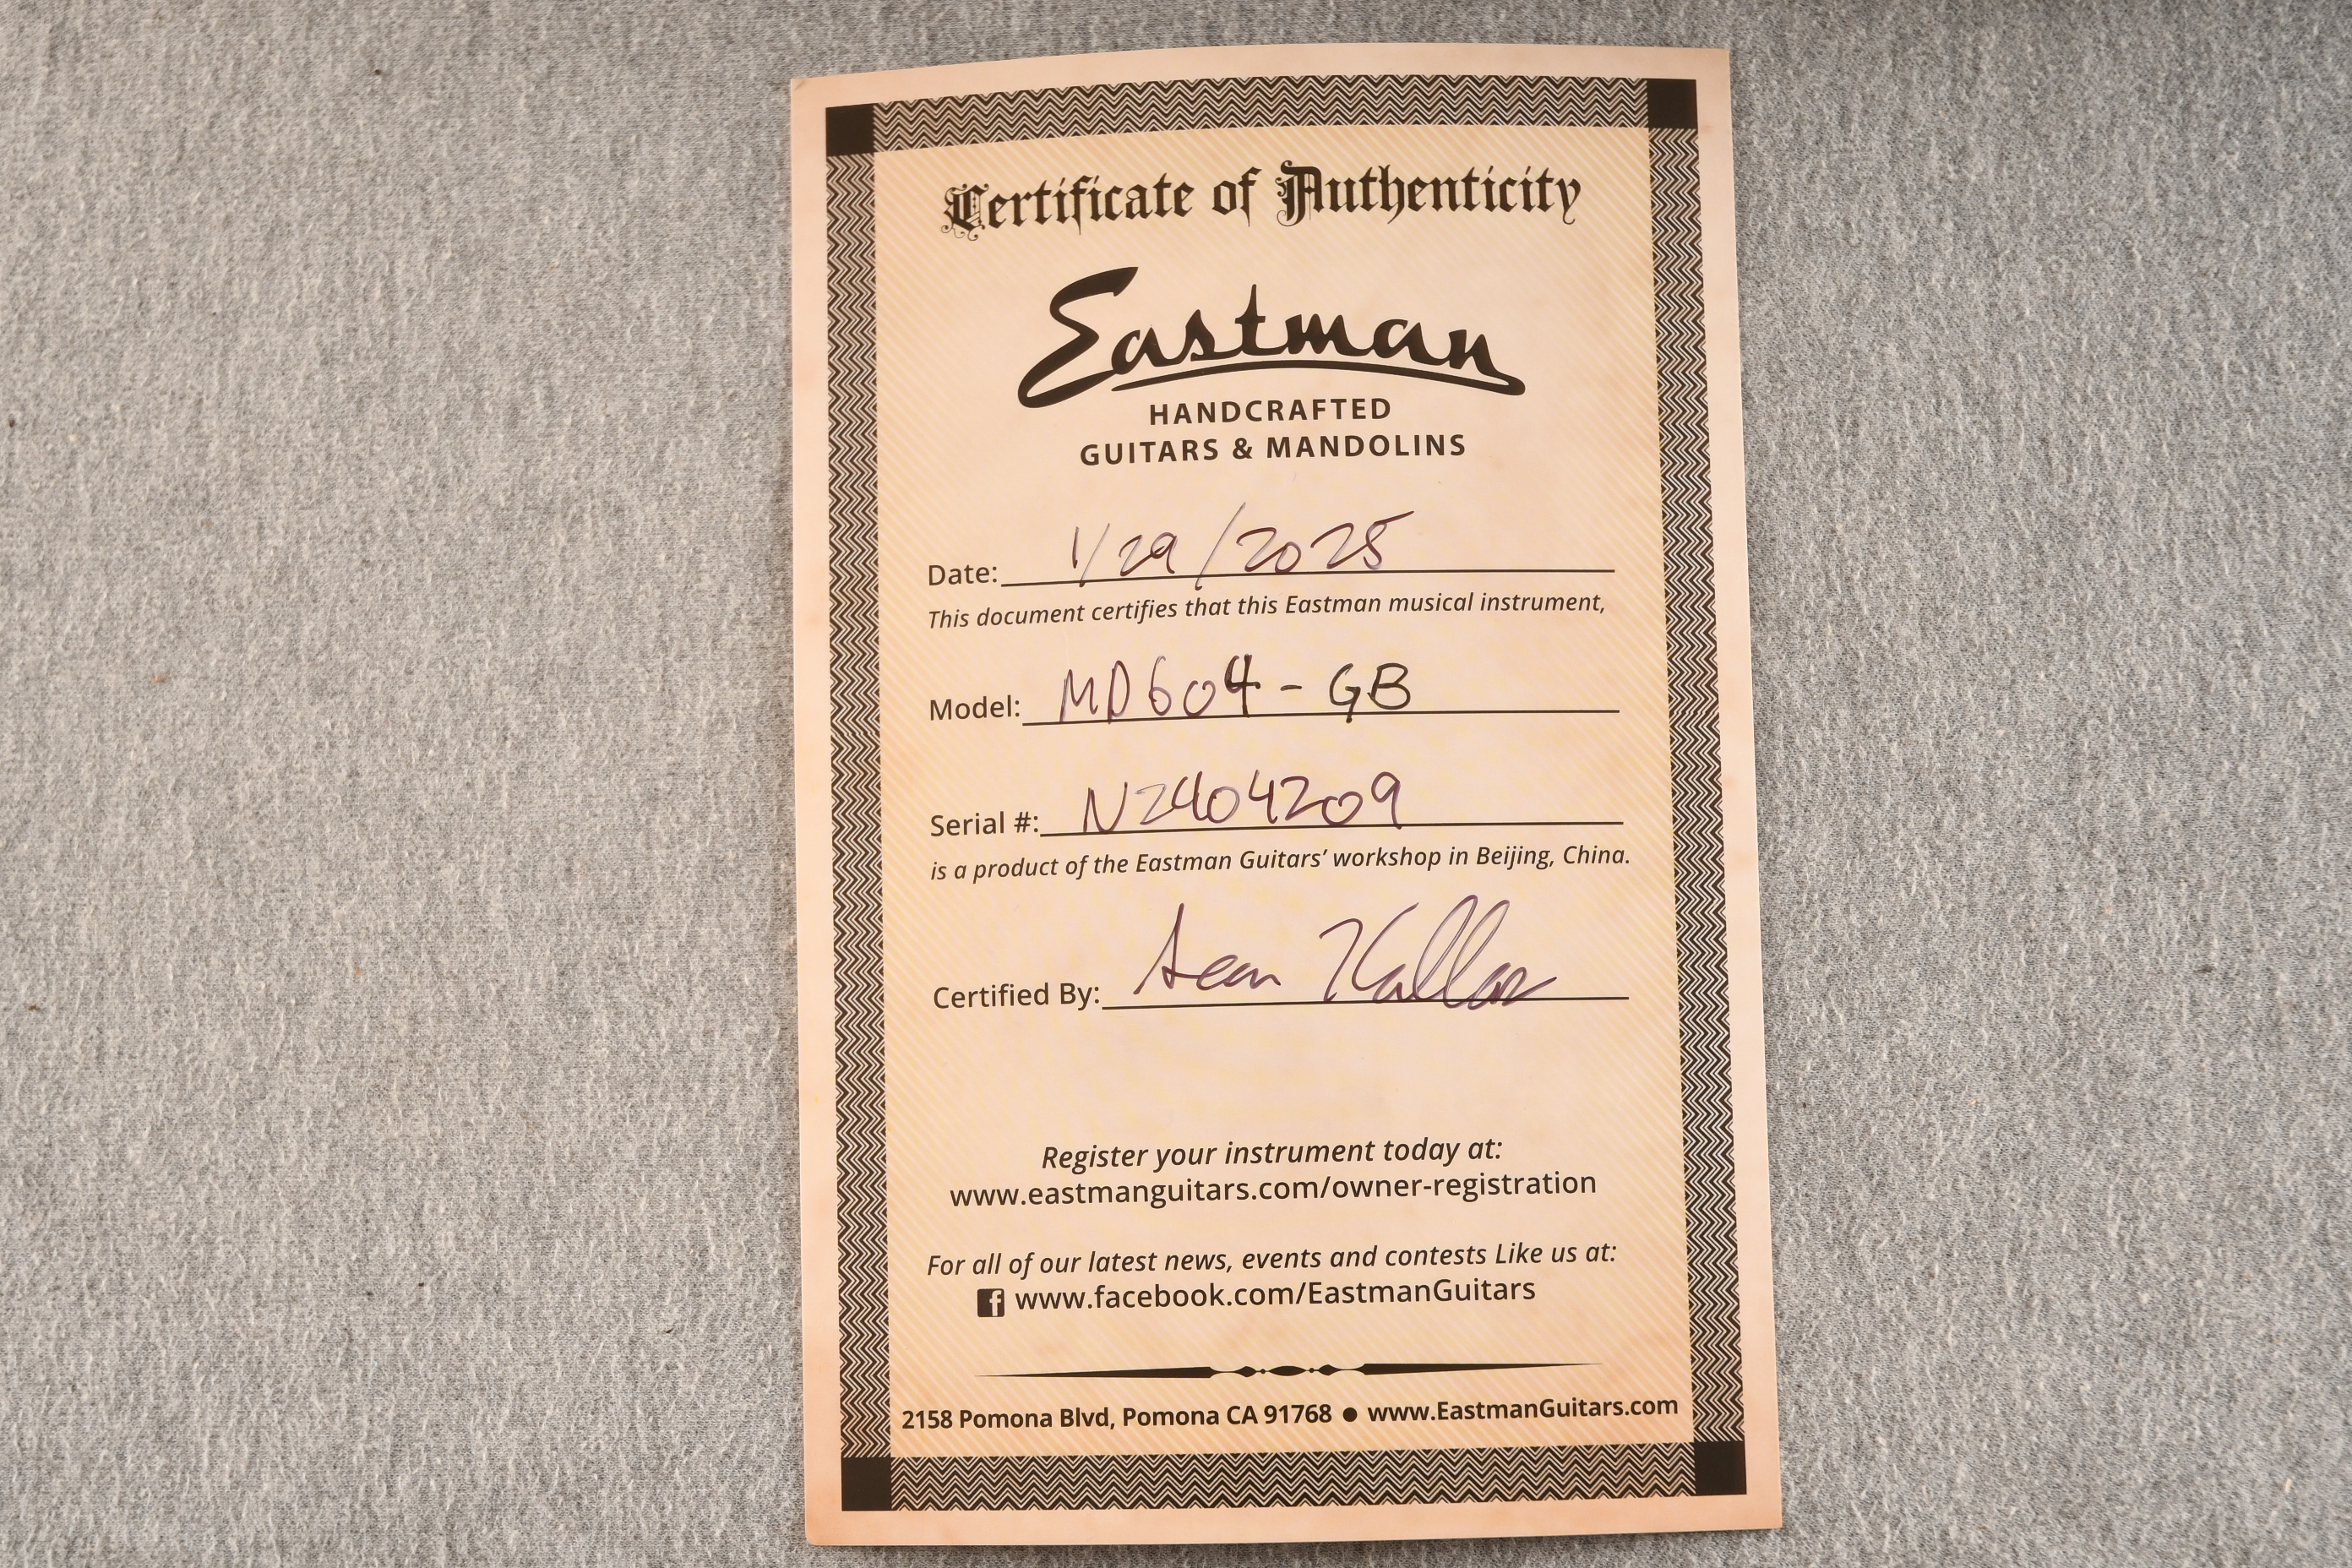 Certificate of Authenticity
Eastman
HANDCRAFTED
GUITARS & MANDOLINS
Date: 1/29/2025
This document certifies that this Eastman musical instrument,
Model: MD604-GB
Serial #: N2404209
is a product of the Eastman Guitars' workshop in Beijing, China.
Certified By: Sean
Register your instrument today at:
www.eastmanguitars.com/owner-registration
For all of our latest news, events and contests Like us at:
f www.facebook.com/EastmanGuitars
2158 Pomona Blvd, Pomona CA 91768 ● www.EastmanGuitars.com